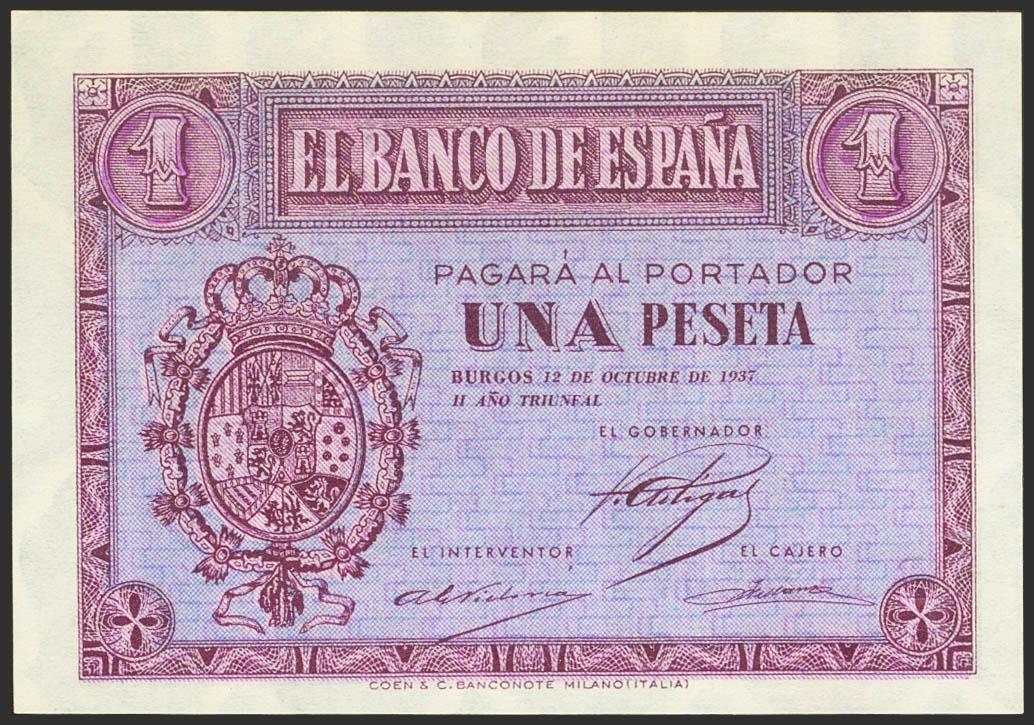 1 EL BANCO DE ESPAÑA 1
PAGARÁ AL PORTADOR
UNA PESETA
BURGOS 12 DE OCTUBRE DE 1937
II AÑO TRIUNFAL
EL GOBERNADOR
EL INTERVENTOR
EL CAJERO
COEN & C. BANCONOTE MILANO (ITALIA)